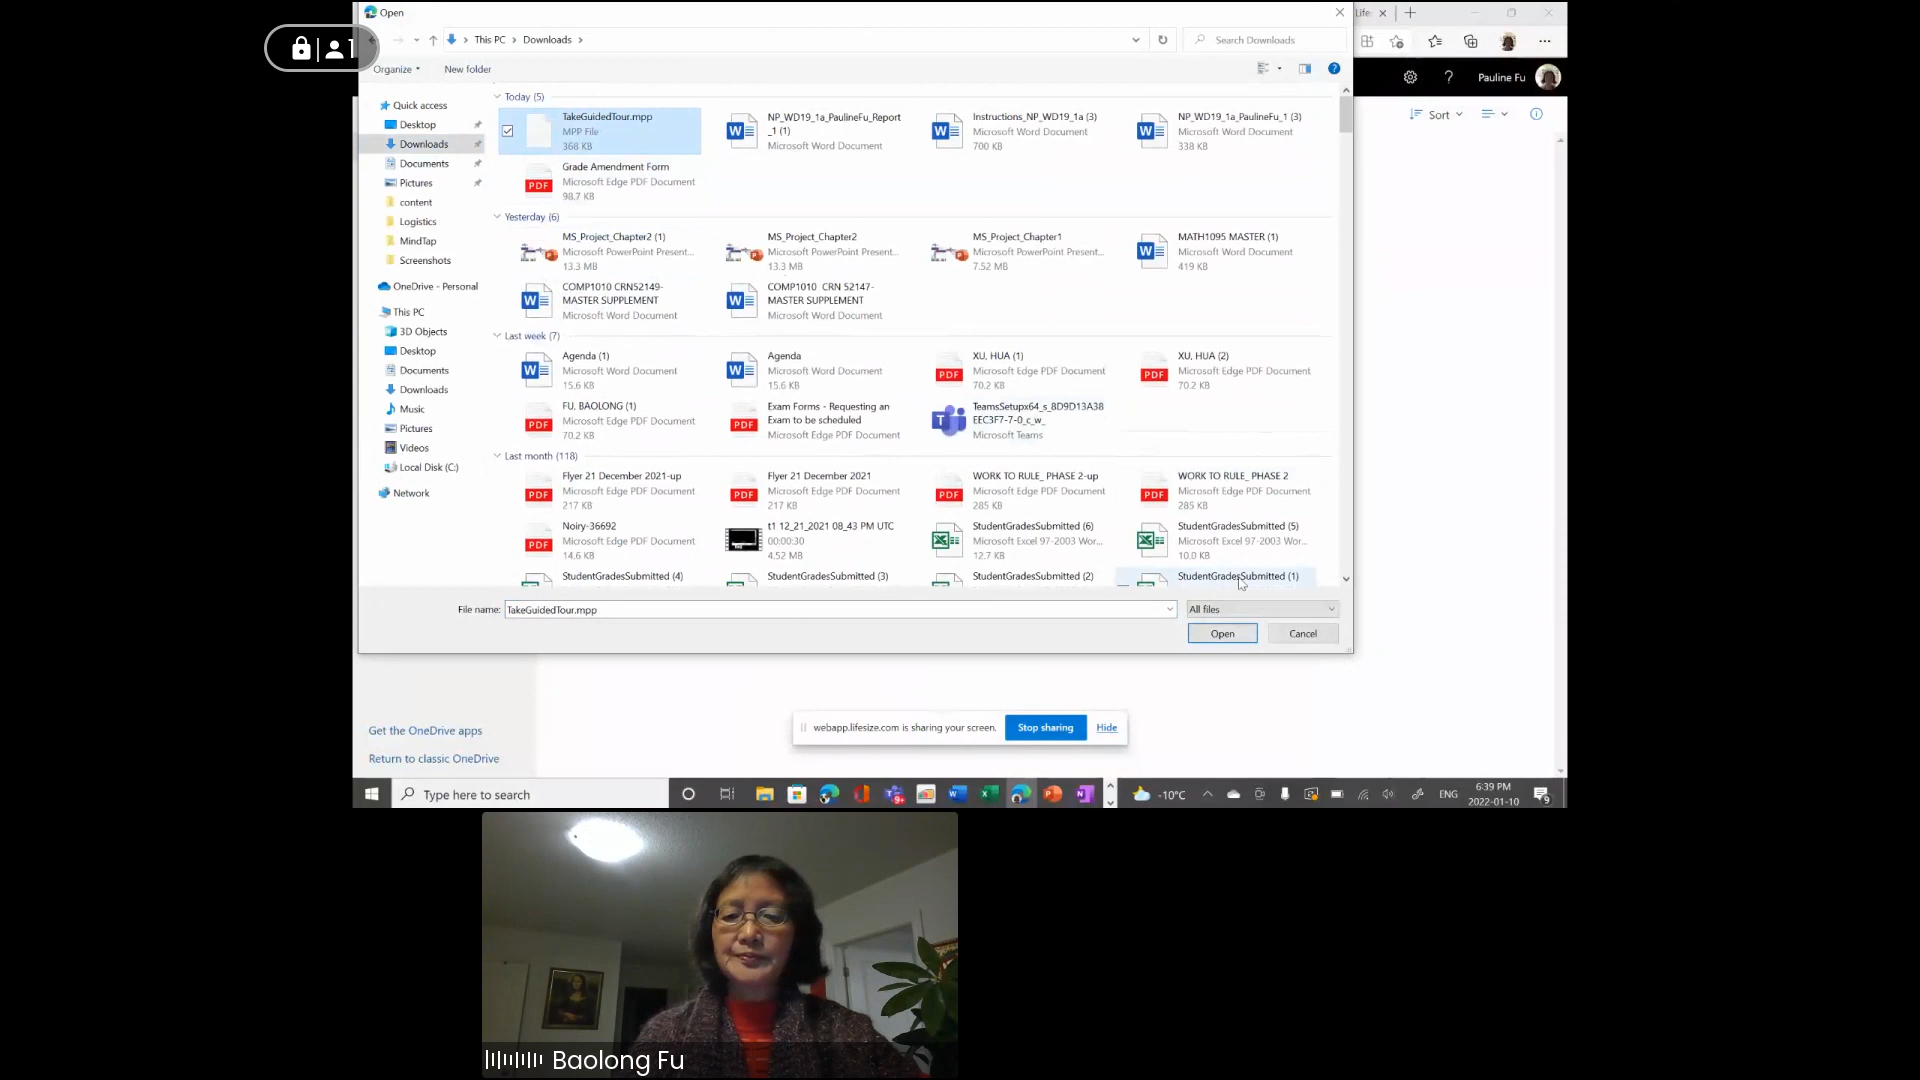 Open
1
This PC > Downloads >
Search Downloads
Organize
New folder
Pauline Fu
Sort
Quick access
Desktop
Downloads
Documents
Pictures
content
Logistics
MindTap
Screenshots
OneDrive - Personal
This PC
3D Objects
Desktop
Documents
Downloads
Music
Pictures
Videos
Local Disk (C:)
Network
Today (5)
TakeGuidedTour.mpp
MPP File
368 KB
NP_WD19_1a_PaulineFu_Report
_1 (1)
Microsoft Word Document
Instructions_NP_WD19_1a (3)
Microsoft Word Document
700 KB
NP_WD19_1a_PaulineFu_1 (3)
Microsoft Word Document
338 KB
PDF
Grade Amendment Form
Microsoft Edge PDF Document
98.7 KB
Yesterday (6)
MS_Project_Chapter2 (1)
Microsoft PowerPoint Present...
13.3 MB
MS_Project_Chapter2
Microsoft PowerPoint Present...
13.3 MB
MS_Project_Chapter1
Microsoft PowerPoint Present...
7.52 MB
MATH1095 MASTER (1)
Microsoft Word Document
419 KB
COMP1010 CRN52149-
MASTER SUPPLEMENT
Microsoft Word Document
COMP1010 CRN 52147-
MASTER SUPPLEMENT
Microsoft Word Document
Last week (7)
Agenda (1)
Microsoft Word Document
15.6 KB
Agenda
Microsoft Word Document
15.6 KB
PDF
XU, HUA (1)
Microsoft Edge PDF Document
70.2 KB
PDF
XU, HUA (2)
Microsoft Edge PDF Document
70.2 KB
PDF
FU, BAOLONG (1)
Microsoft Edge PDF Document
70.2 KB
PDF
Exam Forms - Requesting an
Exam to be scheduled
Microsoft Edge PDF Document
TeamsSetupx64_s_8D9D13A38
EEC3F7-7-0_c_w_
Microsoft Teams
Last month (118)
PDF
Flyer 21 December 2021-up
Microsoft Edge PDF Document
217 KB
PDF
Flyer 21 December 2021
Microsoft Edge PDF Document
217 KB
PDF
WORK TO RULE_ PHASE 2-up
Microsoft Edge PDF Document
285 KB
PDF
WORK TO RULE_ PHASE 2
Microsoft Edge PDF Document
285 KB
PDF
Noiry-36692
Microsoft Edge PDF Document
14.6 KB
t1 12_21_2021 08_43 PM UTC
00:00:30
4.52 MB
StudentGradesSubmitted (6)
Microsoft Excel 97-2003 Wor...
12.7 KB
StudentGradesSubmitted (5)
Microsoft Excel 97-2003 Wor...
10.0 KB
StudentGradesSubmitted (4)
StudentGradesSubmitted (3)
StudentGradesSubmitted (2)
StudentGradesSubmitted (1)
File name: TakeGuidedTour.mpp
All files
Open
Cancel
Get the OneDrive apps
Return to classic OneDrive
webapp.lifesize.com is sharing your screen.
Stop sharing
Hide
Type here to search
-10°C
ENG
6:39 PM
2022-01-10
Baolong Fu